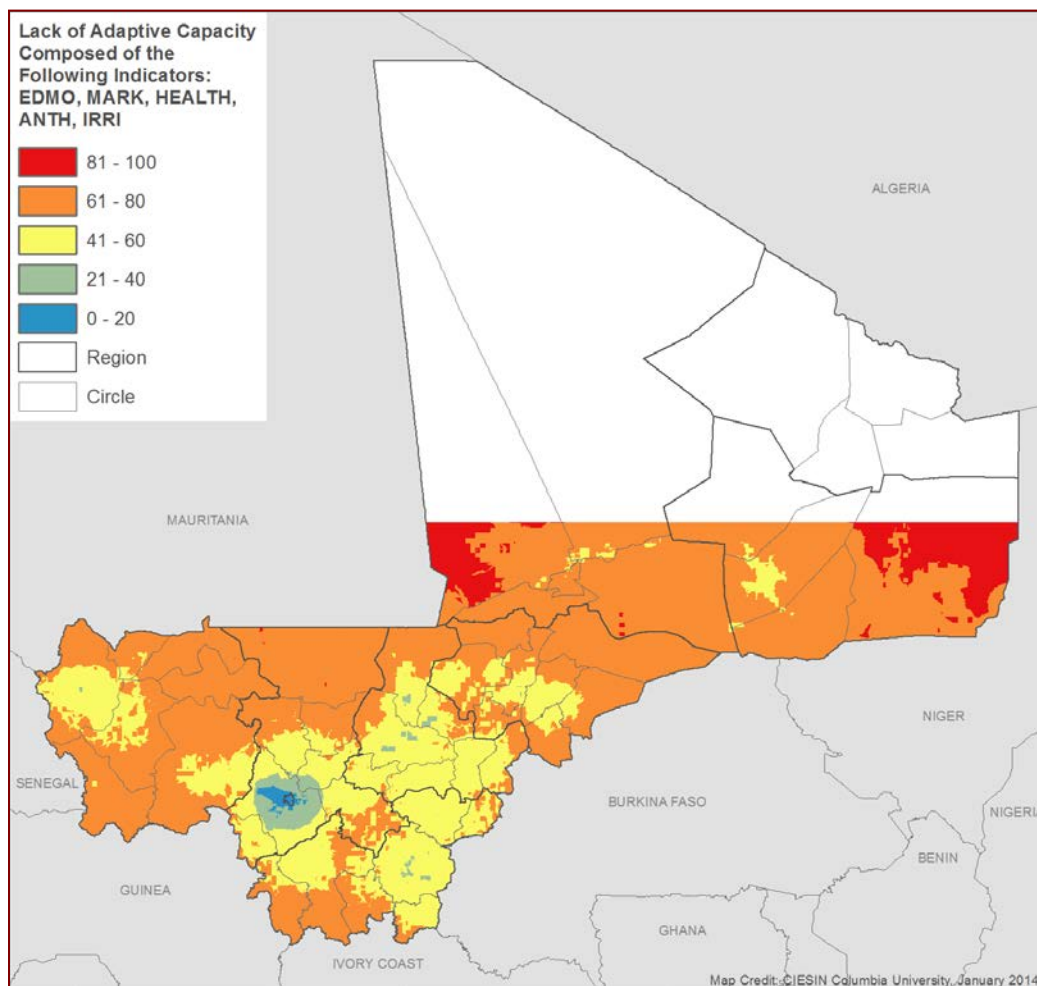 Lack of Adaptive Capacity
Composed of the
Following Indicators:
EDMO, MARK, HEALTH,
ANTH, IRRI
81 - 100
61 - 80
41 - 60
21 - 40
0 - 20
Region
Circle
ALGERIA
MAURITANIA
NIGER
SENEGAL
BURKINA FASO
NIGERIA
BENIN
GUINEA
GHANA
IVORY COAST
Map Credit: CIESIN Columbia University, January 2014